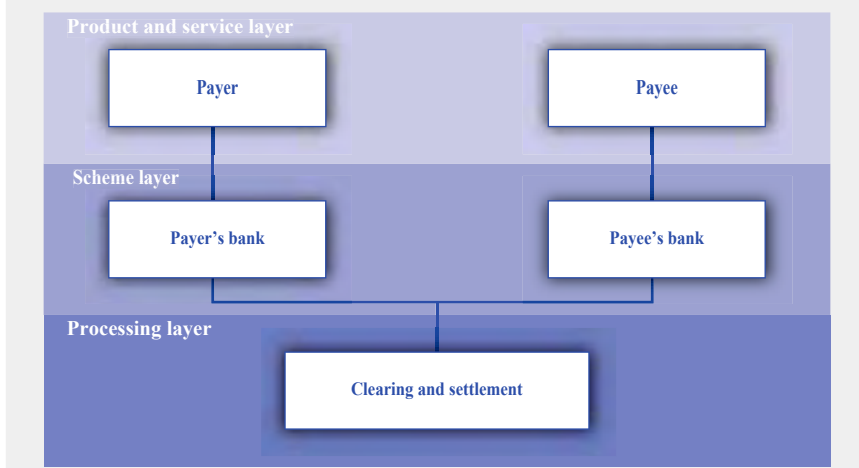 Product and service layer
Payer
Payee
Scheme layer
Payer’s bank
Payee’s bank
Processing layer
Clearing and settlement